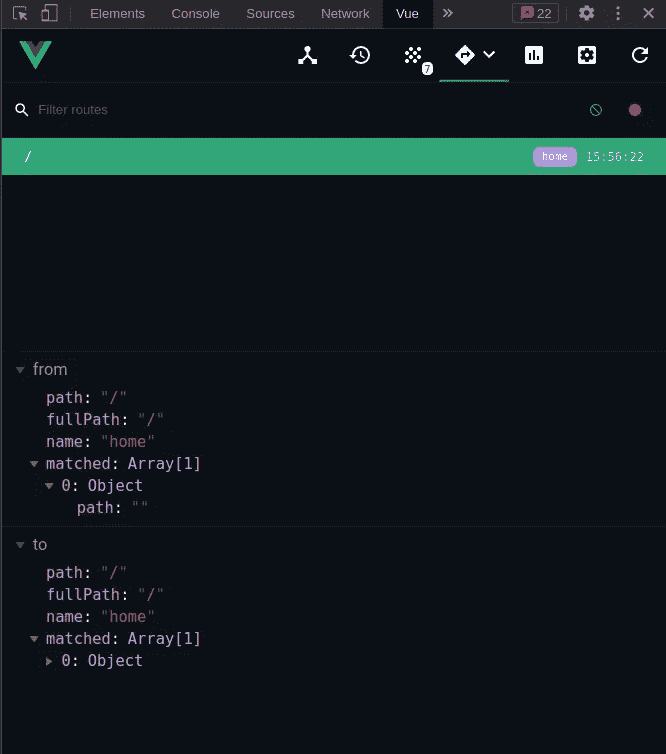 Elements Console Sources Network Vue 22
7
Filter routes
/ home 15:56:22
from
path: "/"
fullPath: "/"
name: "home"
matched: Array[1]
0: Object
path: ""
to
path: "/"
fullPath: "/"
name: "home"
matched: Array[1]
0: Object